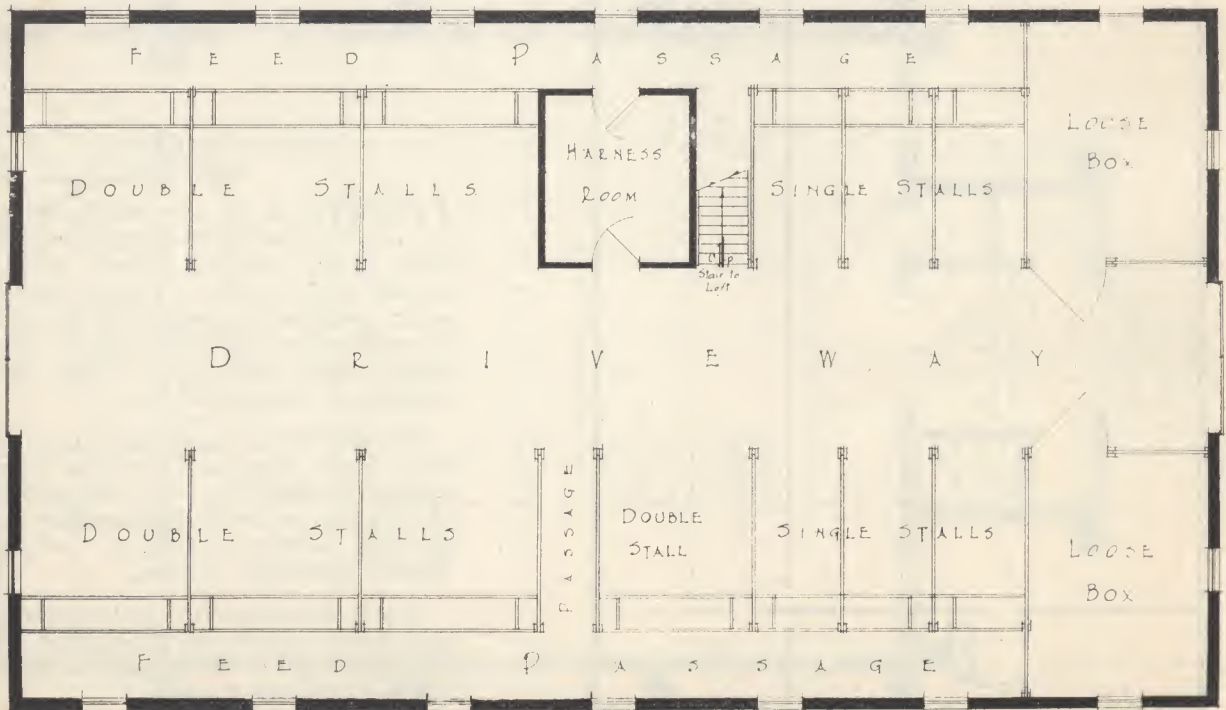 FEED PASSAGE
LOOSE
BOX
HARNESS
ROOM
DOUBLE STALLS
SINGLE STALLS
Up
Stair to
Loft
DRIVEWAY
PASSAGE
DOUBLE
STALL
DOUBLE STALLS
SINGLE STALLS
LOOSE
BOX
FEED PASSAGE